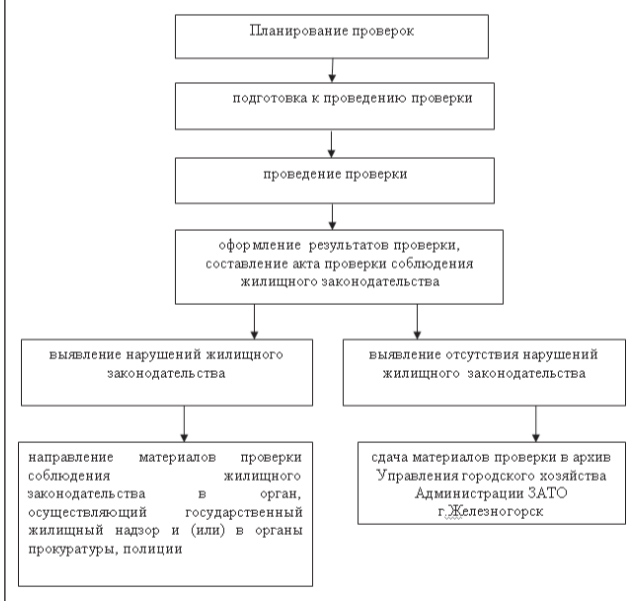 Планирование проверок
подготовка к проведению проверки
проведение проверки
оформление результатов проверки,
составление акта проверки соблюдения
жилищного законодательства
выявление нарушений жилищного
законодательства
выявление отсутствия нарушений
жилищного законодательства
направление материалов проверки
соблюдения жилищного
законодательства в орган,
осуществляющий государственный
жилищный надзор и (или) в органы
прокуратуры, полиции
сдача материалов проверки в архив
Управления городского хозяйства
Администрации ЗАТО
г.Железногорск